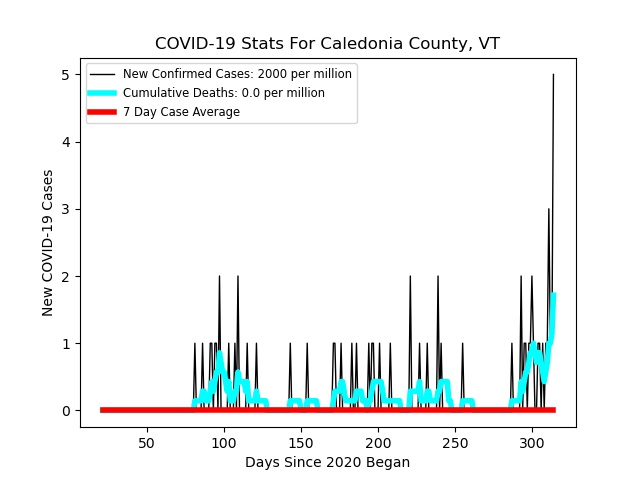 COVID-19 Stats For Caledonia County, VT
New Confirmed Cases: 2000 per million
Cumulative Deaths: 0.0 per million
7 Day Case Average
New COVID-19 Cases
5
4
3
2
1
0
50 100 150 200 250 300
Days Since 2020 Began